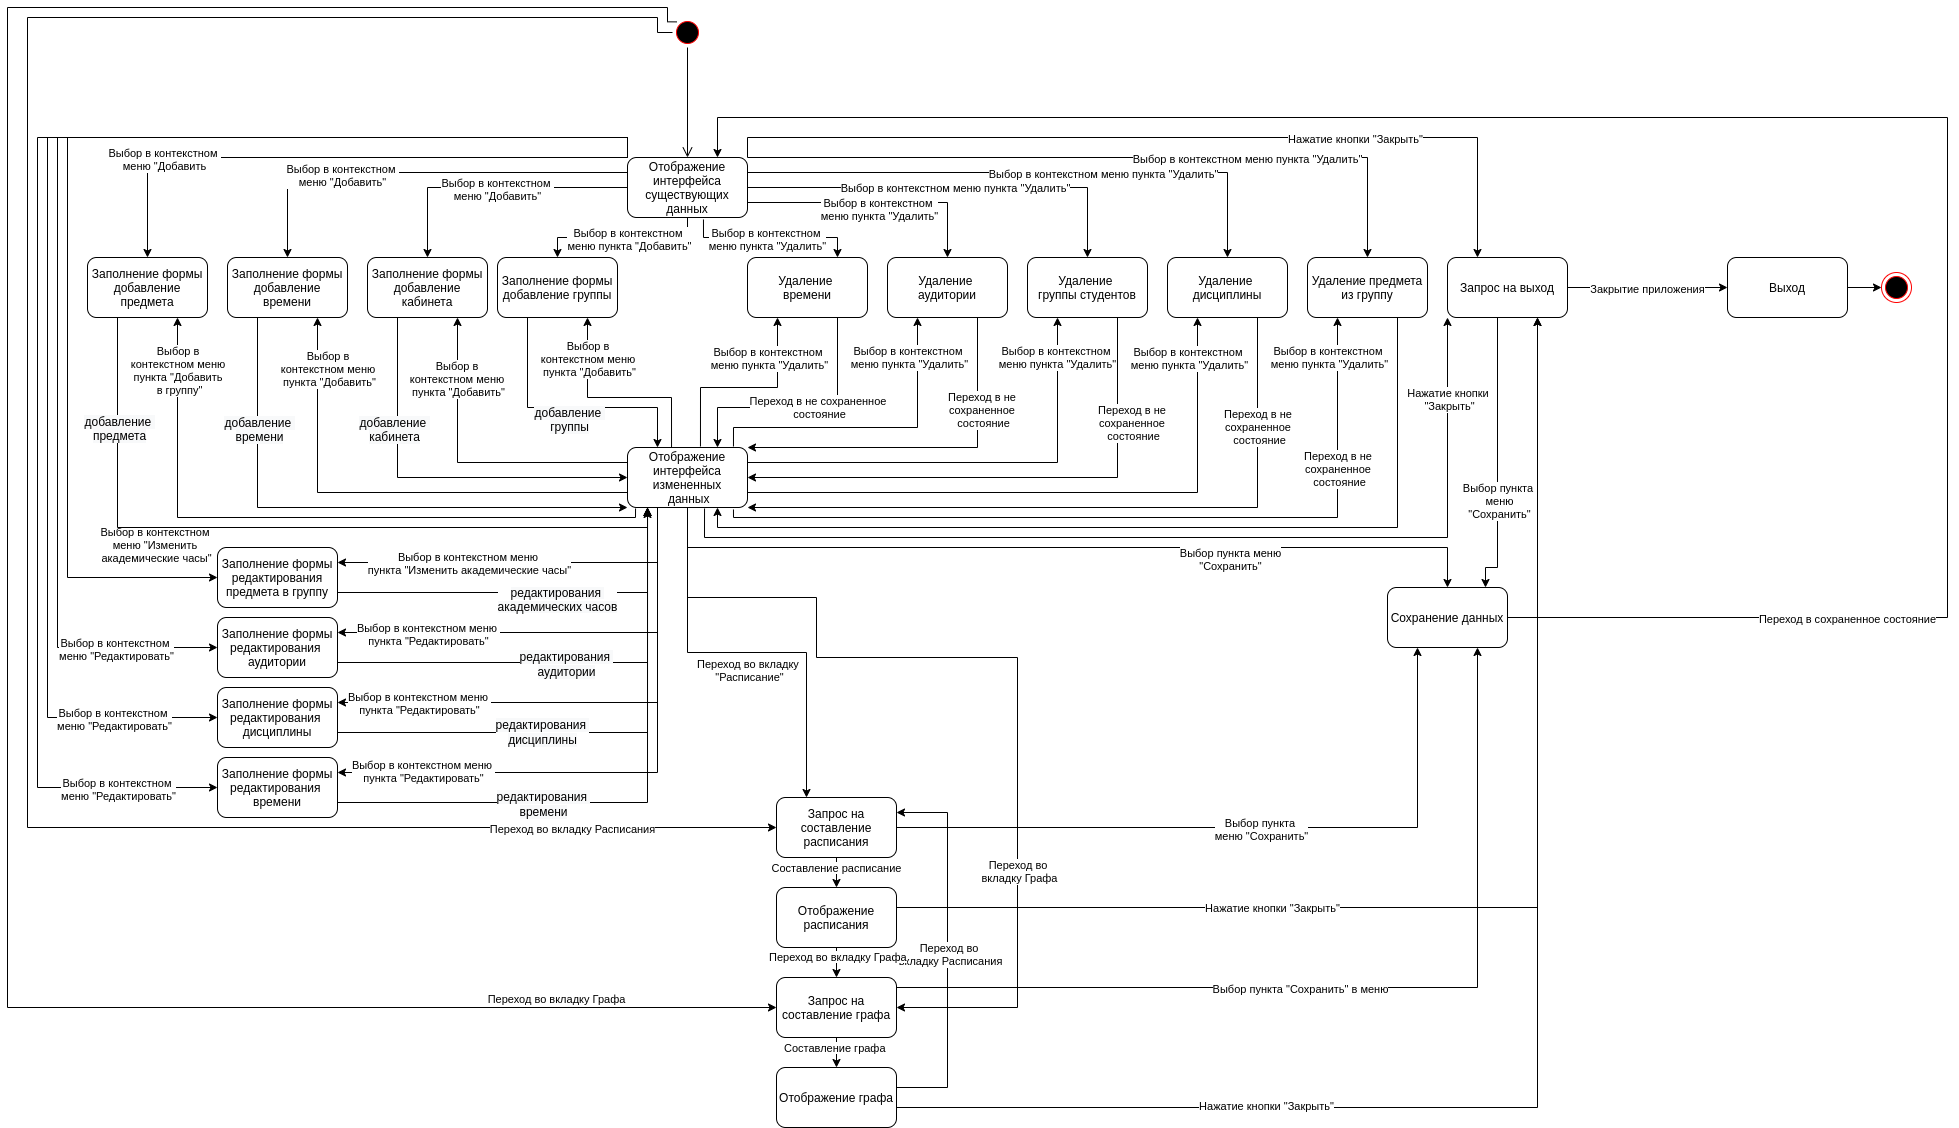 Нажатие кнопки "Закрыть"
Выбор в контекстном
меню "Добавить
Выбор в контекстном
меню "Добавить"
Выбор в контекстном
меню "Добавить"
Отображение
интерфейса
существующих
данных
Выбор в контекстном меню пункта "Удалить"
Выбор в контекстном меню пункта "Удалить"
Выбор в контекстном меню пункта "Удалить"
Выбор в контекстном
меню пункта "Удалить"
Выбор в контекстном
меню пункта "Добавить"
Выбор в контекстном
меню пункта "Удалить"
Заполнение формы
добавление
предмета
Заполнение формы
добавление
времени
Заполнение формы
добавление
кабинета
Заполнение формы
добавление группы
Удаление
времени
Удаление
аудитории
Удаление
группы студентов
Удаление
дисциплины
Удаление предмета
из группу
Запрос на выход
Закрытие приложения
Выход
Выбор в
контекстном меню
пункта "Добавить
в группу"
Выбор в
контекстном меню
пункта "Добавить"
Выбор в
контекстном меню
пункта "Добавить"
Выбор в
контекстном меню
пункта "Добавить"
Выбор в контекстном
меню пункта "Удалить"
Выбор в контекстном
меню пункта "Удалить"
Выбор в контекстном
меню пункта "Удалить"
Выбор в контекстном
меню пункта "Удалить"
Выбор в контекстном
меню пункта "Удалить"
Нажатие кнопки
"Закрыть"
добавление
предмета
добавление
времени
добавление
кабинета
добавление
группы
Переход в не сохраненное
состояние
Переход в не
сохраненное
состояние
Переход в не
сохраненное
состояние
Переход в не
сохраненное
состояние
Переход в не
сохраненное
состояние
Отображение
интерфейса
измененных
данных
Выбор пункта
меню
"Сохранить"
Выбор в контекстном
меню "Изменить
академические часы"
Заполнение формы
редактирования
предмета в группу
Выбор в контекстном меню
пункта "Изменить академические часы"
редактирования
академических часов
Выбор пункта меню
"Сохранить"
Сохранение данных
Переход в сохраненное состояние
Выбор в контекстном
меню "Редактировать"
Заполнение формы
редактирования
аудитории
Выбор в контекстном меню
пункта "Редактировать"
редактирования
аудитории
Переход во вкладку
"Расписание"
Выбор в контекстном
меню "Редактировать"
Заполнение формы
редактирования
дисциплины
Выбор в контекстном меню
пункта "Редактировать"
редактирования
дисциплины
Выбор в контекстном
меню "Редактировать"
Заполнение формы
редактирования
времени
Выбор в контекстном меню
пункта "Редактировать"
редактирования
времени
Переход во вкладку Расписания
Запрос на
составление
расписания
Выбор пункта
меню "Сохранить"
Составление расписание
Переход во
вкладку Графа
Отображение
расписания
Нажатие кнопки "Закрыть"
Переход во вкладку Графа
Переход во
вкладку Расписания
Переход во вкладку Графа
Запрос на
составление графа
Выбор пункта "Сохранить" в меню
Составление графа
Отображение графа
Нажатие кнопки "Закрыть"